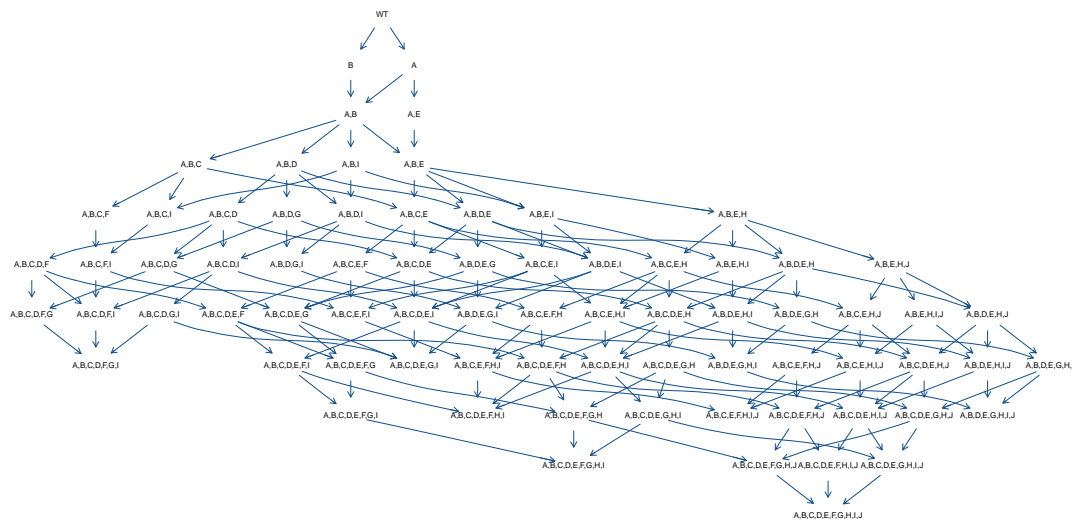 WT
B A
A,B A,E
A,B,C A,B,D A,B,I A,B,E
A,B,C,F A,B,C,I A,B,C,D A,B,D,G A,B,D,I A,B,C,E A,B,D,E A,B,E,I A,B,E,H
A,B,C,D,F A,B,C,F,I A,B,C,D,G A,B,C,D,I A,B,D,G,I A,B,C,E,F A,B,C,D,E A,B,D,E,G A,B,C,E,I A,B,D,E,I A,B,C,E,H A,B,E,H,I A,B,D,E,H A,B,E,H,J
A,B,C,D,F,G A,B,C,D,F,I A,B,C,D,G,I A,B,C,D,E,F A,B,C,D,E,G A,B,C,E,F,I A,B,C,D,E,I A,B,D,E,G,I A,B,C,E,F,H A,B,C,E,H,I A,B,C,D,E,H A,B,D,E,H,I A,B,D,E,G,H A,B,C,E,H,J A,B,E,H,I,J A,B,D,E,H,J
A,B,C,D,F,G,I A,B,C,D,E,F,I A,B,C,D,E,F,G A,B,C,D,E,G,I A,B,C,E,F,H,I A,B,C,D,E,F,H A,B,C,D,E,H,I A,B,C,D,E,G,H A,B,D,E,G,H,I A,B,C,E,F,H,J A,B,C,E,H,I,J A,B,C,D,E,H,J A,B,D,E,H,I,J A,B,D,E,G,H,
A,B,C,D,E,F,G,I A,B,C,D,E,F,H,I A,B,C,D,E,F,G,H A,B,C,D,E,G,H,I A,B,C,E,F,H,I,J A,B,C,D,E,F,H,J A,B,C,D,E,H,I,J A,B,C,D,E,G,H,J A,B,D,E,G,H,I,J
A,B,C,D,E,F,G,H,I A,B,C,D,E,F,G,H,J A,B,C,D,E,F,H,I,J A,B,C,D,E,G,H,I,J
A,B,C,D,E,F,G,H,I,J